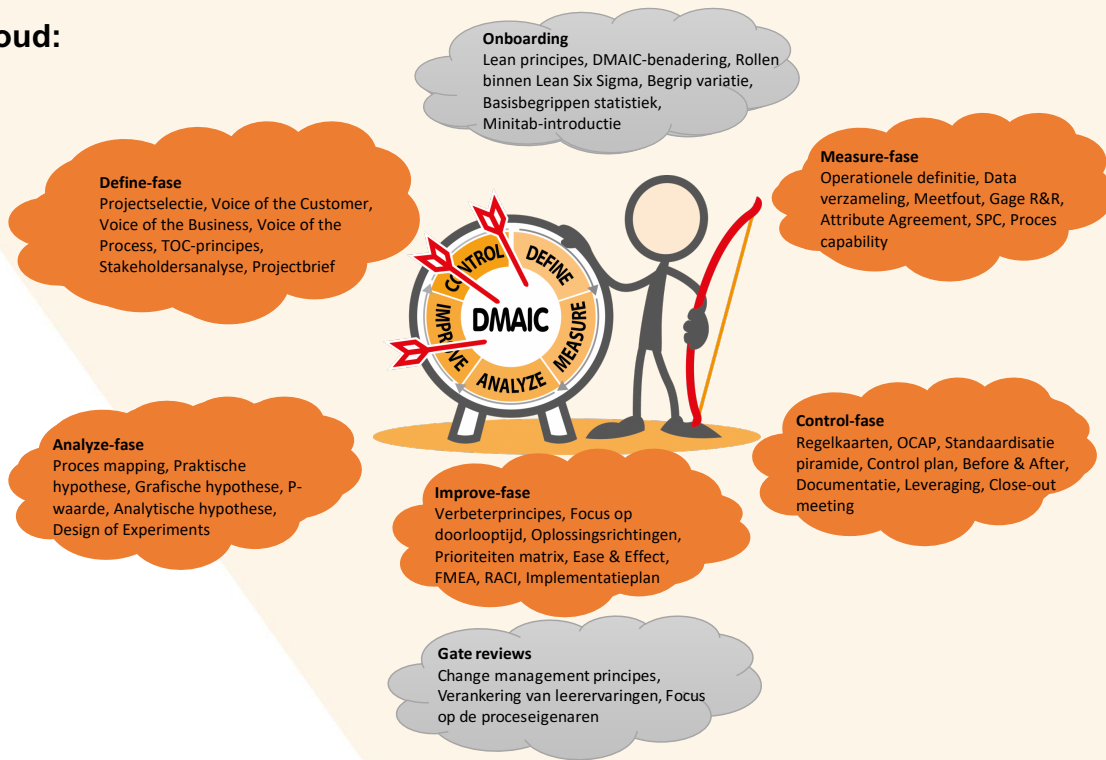 oud:
Onboarding
Lean principes, DMAIC-benadering, Rollen
binnen Lean Six Sigma, Begrip variatie,
Basisbegrippen statistiek,
Minitab-introductie
Define-fase
Projectselectie, Voice of the Customer,
Voice of the Business, Voice of the
Process, TOC-principes,
Stakeholdersanalyse, Projectbrief
Measure-fase
Operationele definitie, Data
verzameling, Meetfout, Gage R&R,
Attribute Agreement, SPC, Proces
capability
CONTROL
DEFINE
IMPROVE
DMAIC
MEASURE
ANALYZE
Analyze-fase
Proces mapping, Praktische
hypothese, Grafische hypothese, P-
waarde, Analytische hypothese,
Design of Experiments
Improve-fase
Verbeterprincipes, Focus op
doorlooptijd, Oplossingsrichtingen,
Prioriteiten matrix, Ease & Effect,
FMEA, RACI, Implementatieplan
Control-fase
Regelkaarten, OCAP, Standaardisatie
piramide, Control plan, Before & After,
Documentatie, Leveraging, Close-out
meeting
Gate reviews
Change management principes,
Verankering van leerervaringen, Focus
op de proceseigenaren